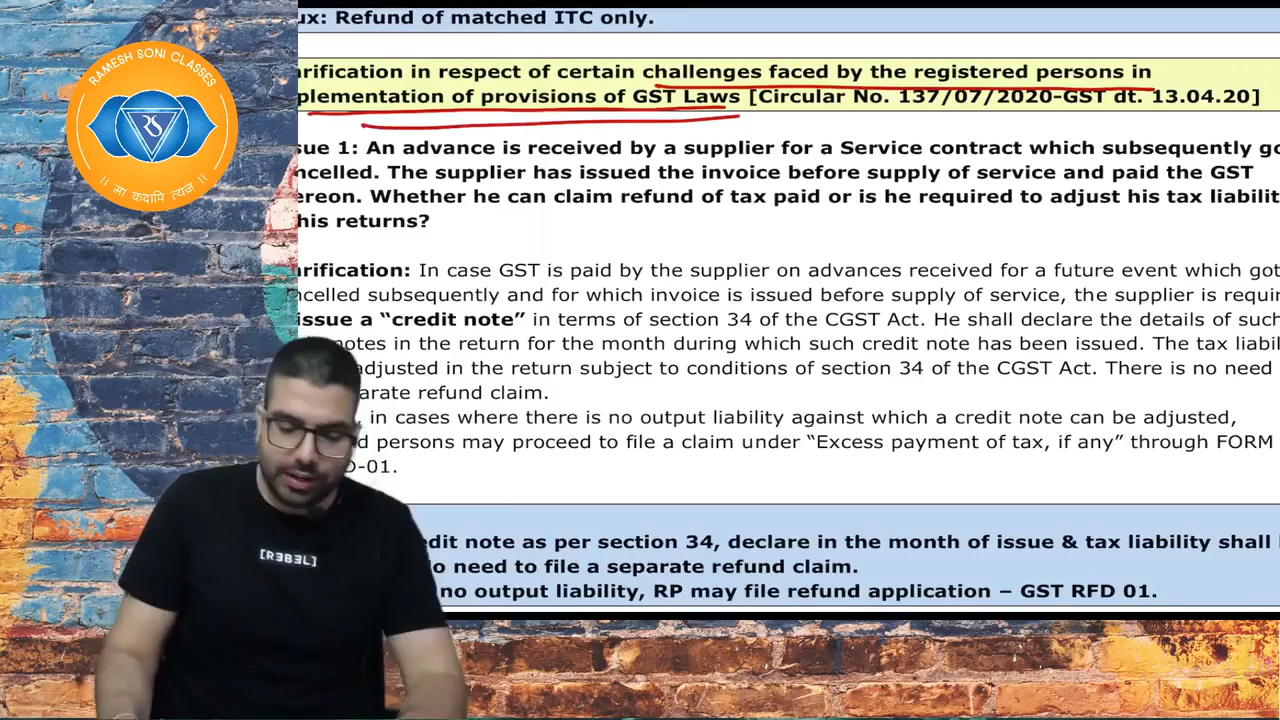 RAMESH SONI CLASSES
RS
॥ मा कदापि त्यज ॥
ux: Refund of matched ITC only.
rification in respect of certain challenges faced by the registered persons in
plementation of provisions of GST Laws [Circular No. 137/07/2020-GST dt. 13.04.20]
sue 1: An advance is received by a supplier for a Service contract which subsequently go
ncelled. The supplier has issued the invoice before supply of service and paid the GST
ereon. Whether he can claim refund of tax paid or is he required to adjust his tax liabilit
his returns?
rification: In case GST is paid by the supplier on advances received for a future event which got
ncelled subsequently and for which invoice is issued before supply of service, the supplier is requir
issue a “credit note” in terms of section 34 of the CGST Act. He shall declare the details of such
notes in the return for the month during which such credit note has been issued. The tax liabil
adjusted in the return subject to conditions of section 34 of the CGST Act. There is no need
arate refund claim.
in cases where there is no output liability against which a credit note can be adjusted,
d persons may proceed to file a claim under “Excess payment of tax, if any” through FORM
D-01.
edit note as per section 34, declare in the month of issue & tax liability shall
o need to file a separate refund claim.
no output liability, RP may file refund application – GST RFD 01.
[REBEL]